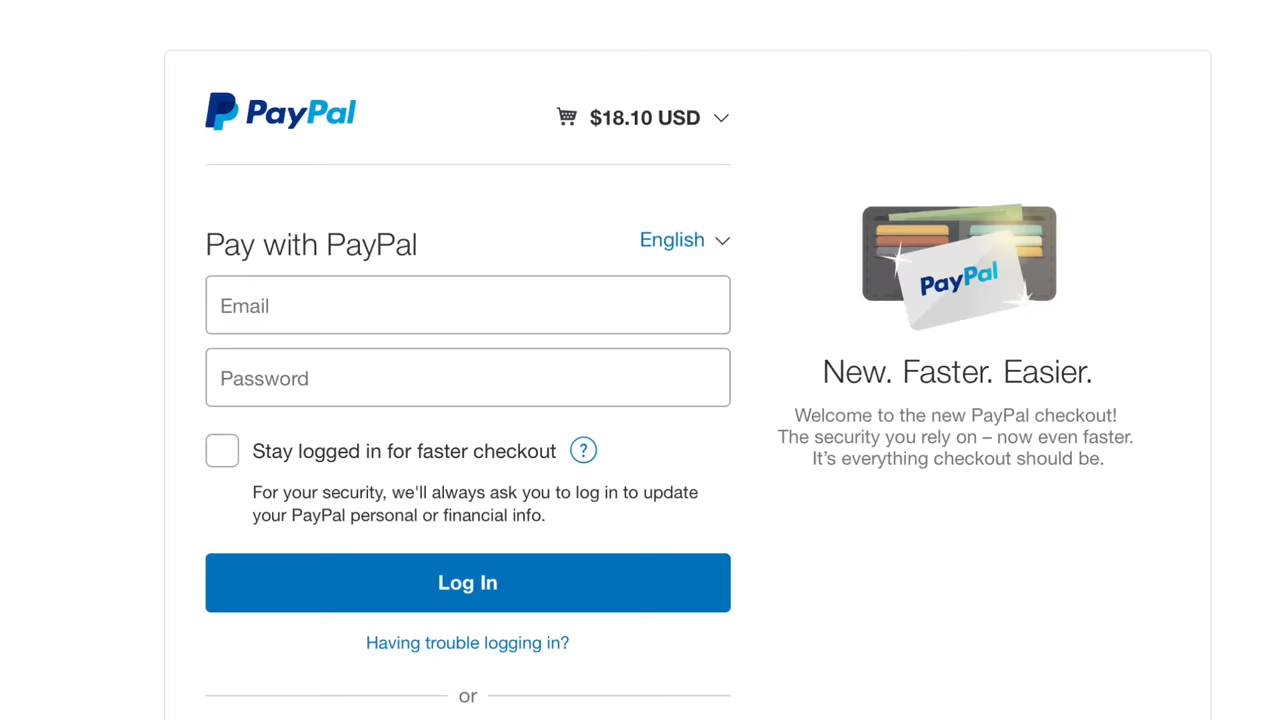 PayPal
$18.10 USD
Pay with PayPal
English
Email
Password
Stay logged in for faster checkout ?
For your security, we'll always ask you to log in to update
your PayPal personal or financial info.
Log In
Having trouble logging in?
or
PayPal
New. Faster. Easier.
Welcome to the new PayPal checkout!
The security you rely on – now even faster.
It’s everything checkout should be.